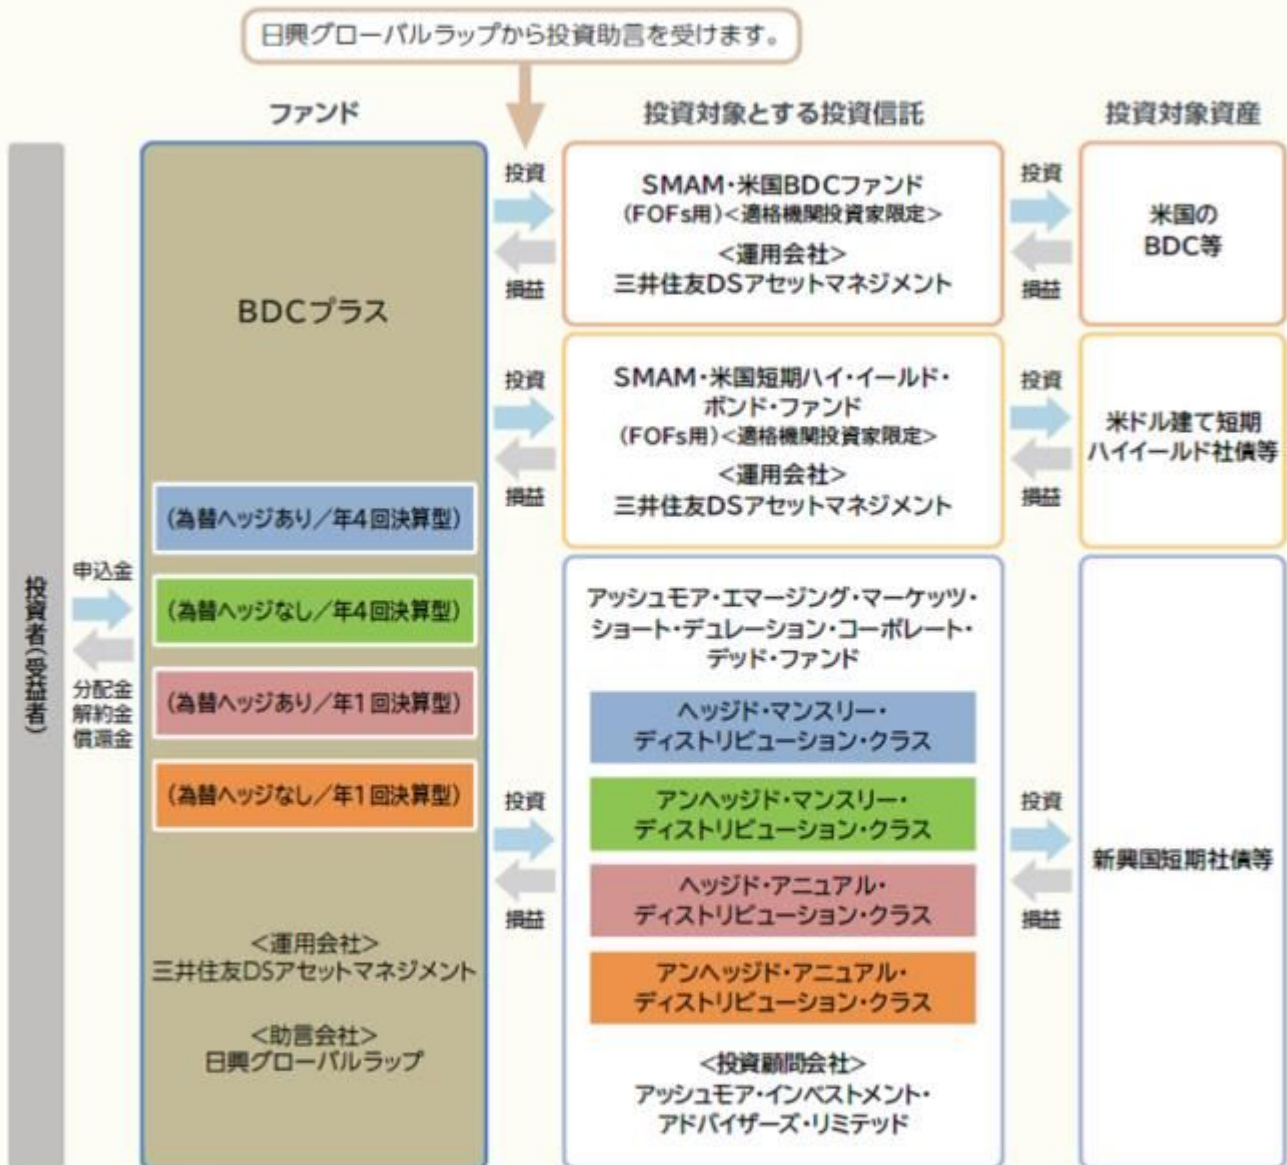 日興グローバルラップから投資助言を受けます。
ファンド
投資対象とする投資信託
投資対象資産
投資者(受益者)
申込金
分配金
解約金
償還金
BDCプラス
(為替ヘッジあり/年4回決算型)
(為替ヘッジなし/年4回決算型)
(為替ヘッジあり/年1回決算型)
(為替ヘッジなし/年1回決算型)
<運用会社>
三井住友DSアセットマネジメント
<助言会社>
日興グローバルラップ
投資
損益
SMAM・米国BDCファンド
(FOFs用)<適格機関投資家限定>
<運用会社>
三井住友DSアセットマネジメント
投資
損益
米国の
BDC等
投資
損益
SMAM・米国短期ハイ・イールド・
ボンド・ファンド
(FOFs用)<適格機関投資家限定>
<運用会社>
三井住友DSアセットマネジメント
投資
損益
米ドル建て短期
ハイイールド社債等
投資
損益
アッシュモア・エマージング・マーケッツ・
ショート・デュレーション・コーポレート・
デッド・ファンド
ヘッジド・マンスリー・
ディストリビューション・クラス
アンヘッジド・マンスリー・
ディストリビューション・クラス
ヘッジド・アニュアル・
ディストリビューション・クラス
アンヘッジド・アニュアル・
ディストリビューション・クラス
<投資顧問会社>
アッシュモア・インベストメント・
アドバイザーズ・リミテッド
投資
損益
新興国短期社債等